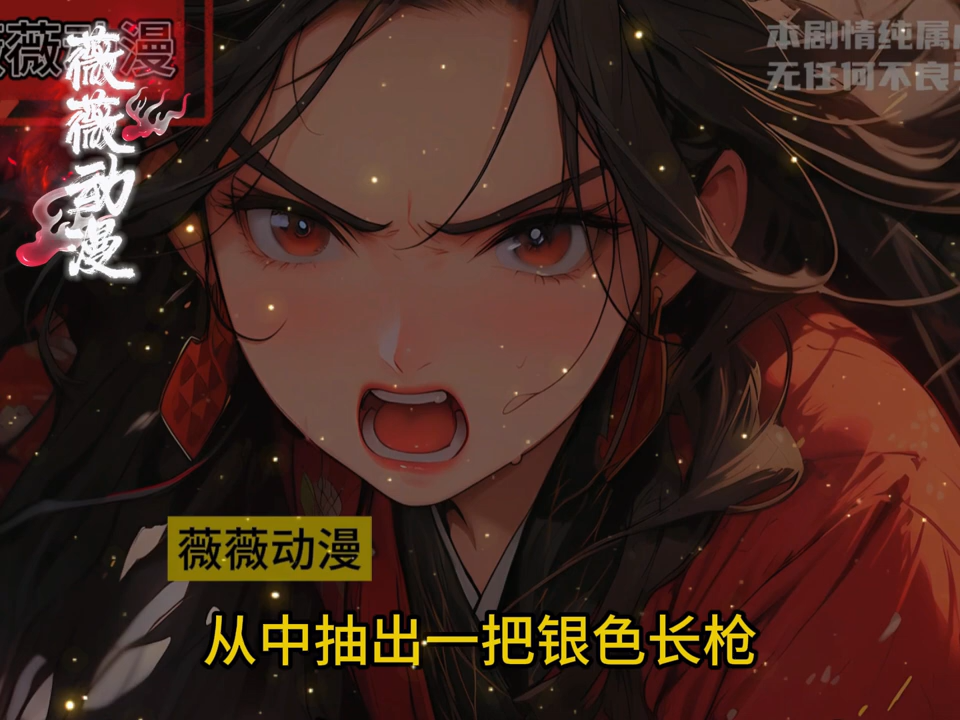 薇薇动漫
薇薇动漫
本剧情纯属
无任何不良
薇薇动漫
从中抽出一把银色长枪